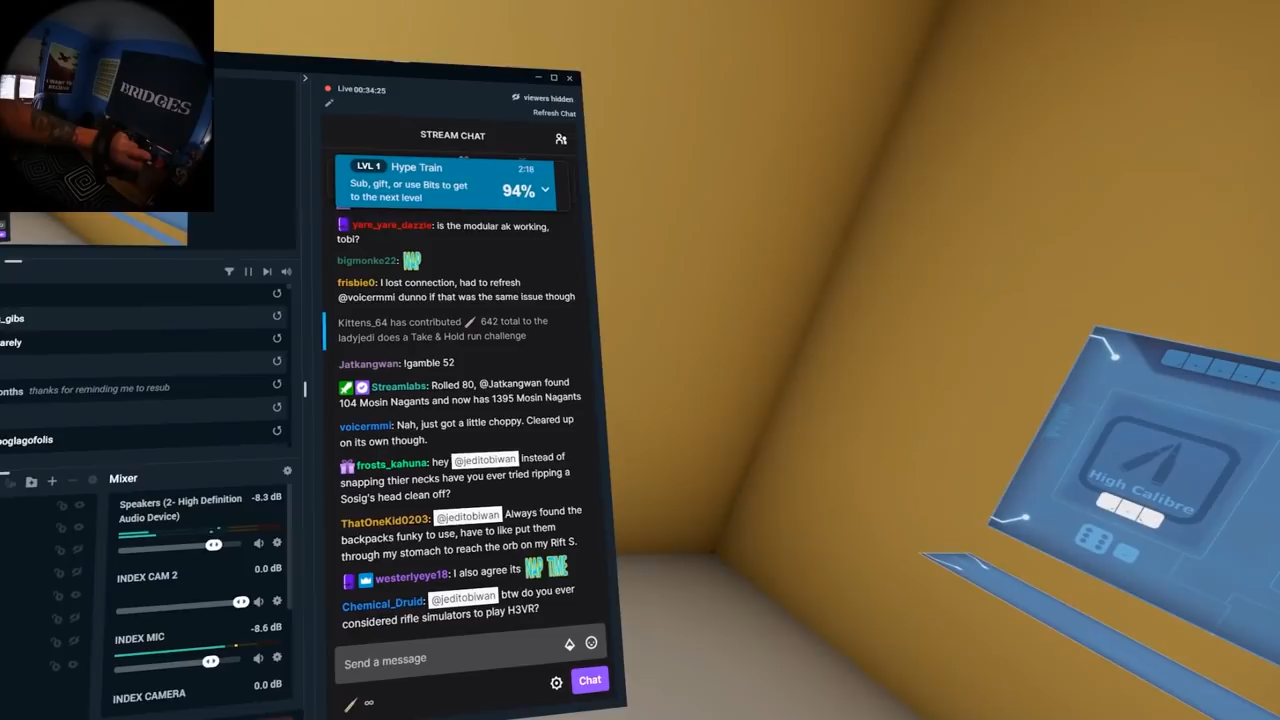 I WANT TO
BELIEVE
BRIDGES
Live 00:34:25
viewers hidden
Refresh Chat
STREAM CHAT
LVL 1 Hype Train 2:18
Sub, gift, or use Bits to get
to the next level
94%
yare_yare_dazzle: is the modular ak working,
tobi?
bigmonke22: NAP
frisbie0: I lost connection, had to refresh
@voicermmi dunno if that was the same issue though
Kittens_64 has contributed 642 total to the
ladyjedi does a Take & Hold run challenge
Jatkangwan: !gamble 52
Streamlabs: Rolled 80, @Jatkangwan found
104 Mosin Nagants and now has 1395 Mosin Nagants
voicermmi: Nah, just got a little choppy. Cleared up
on its own though.
frosts_kahuna: hey @jeditobiwan instead of
snapping thier necks have you ever tried ripping a
Sosig's head clean off?
ThatOneKid0203: @jeditobiwan Always found the
backpacks funky to use, have to like put them
through my stomach to reach the orb on my Rift S.
westerlyeye18: I also agree its NAP TIME
Chemical_Druid: @jeditobiwan btw do you ever
considered rifle simulators to play H3VR?
Send a message
Chat
_gibs
arely
onths thanks for reminding me to resub
ooglagofolis
Mixer
Speakers (2- High Definition
Audio Device)
-8.3 dB
INDEX CAM 2
0.0 dB
INDEX MIC
-8.6 dB
INDEX CAMERA
0.0 dB
High Calibre